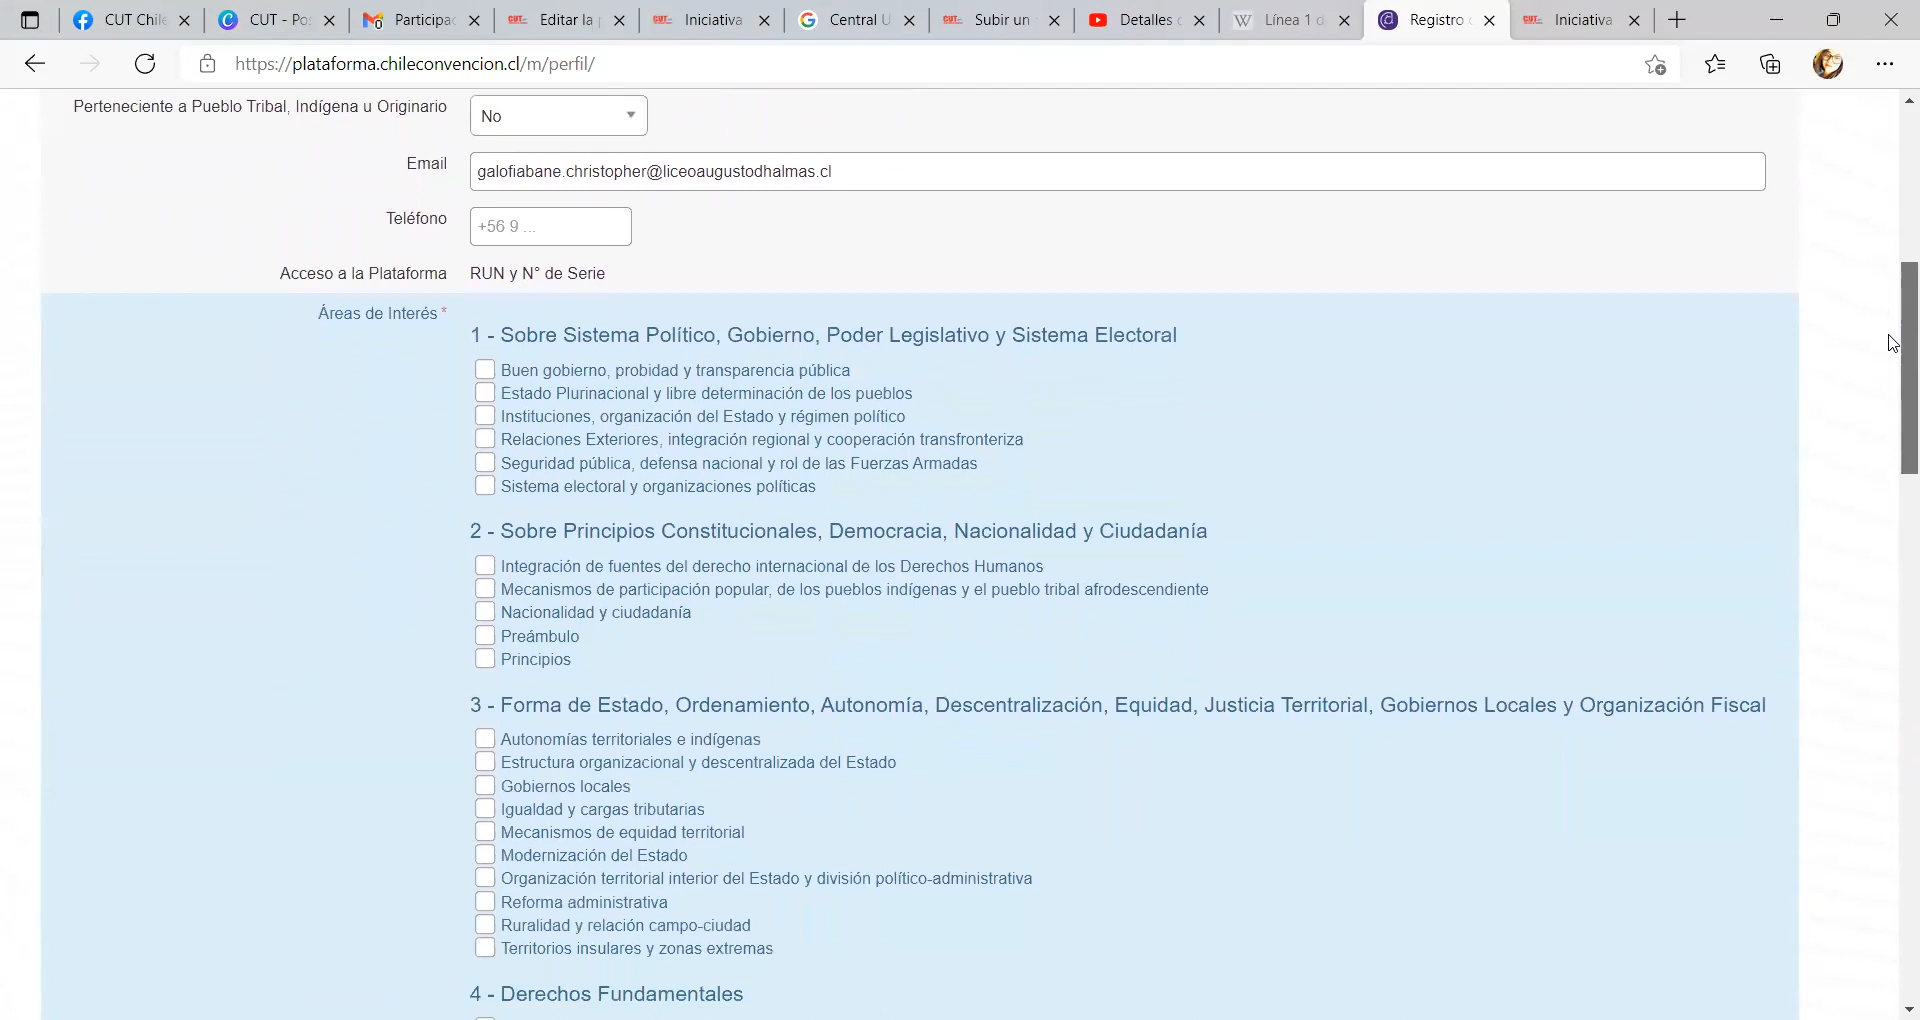 CUT Chile
CUT - Pos
Participac
Editar la p
Iniciativa
Central U
Subir un
Detalles d
Línea 1 d
Registro
Iniciativa
https://plataforma.chileconvencion.cl/m/perfil/
Perteneciente a Pueblo Tribal, Indígena u Originario
No
Email
galofiabane.christopher@liceoaugustodhalmas.cl
Teléfono
+56 9 ...
Acceso a la Plataforma
RUN y N° de Serie
Áreas de Interés *
1 - Sobre Sistema Político, Gobierno, Poder Legislativo y Sistema Electoral
Buen gobierno, probidad y transparencia pública
Estado Plurinacional y libre determinación de los pueblos
Instituciones, organización del Estado y régimen político
Relaciones Exteriores, integración regional y cooperación transfronteriza
Seguridad pública, defensa nacional y rol de las Fuerzas Armadas
Sistema electoral y organizaciones políticas
2 - Sobre Principios Constitucionales, Democracia, Nacionalidad y Ciudadanía
Integración de fuentes del derecho internacional de los Derechos Humanos
Mecanismos de participación popular, de los pueblos indígenas y el pueblo tribal afrodescendiente
Nacionalidad y ciudadanía
Preámbulo
Principios
3 - Forma de Estado, Ordenamiento, Autonomía, Descentralización, Equidad, Justicia Territorial, Gobiernos Locales y Organización Fiscal
Autonomías territoriales e indígenas
Estructura organizacional y descentralizada del Estado
Gobiernos locales
Igualdad y cargas tributarias
Mecanismos de equidad territorial
Modernización del Estado
Organización territorial interior del Estado y división político-administrativa
Reforma administrativa
Ruralidad y relación campo-ciudad
Territorios insulares y zonas extremas
4 - Derechos Fundamentales